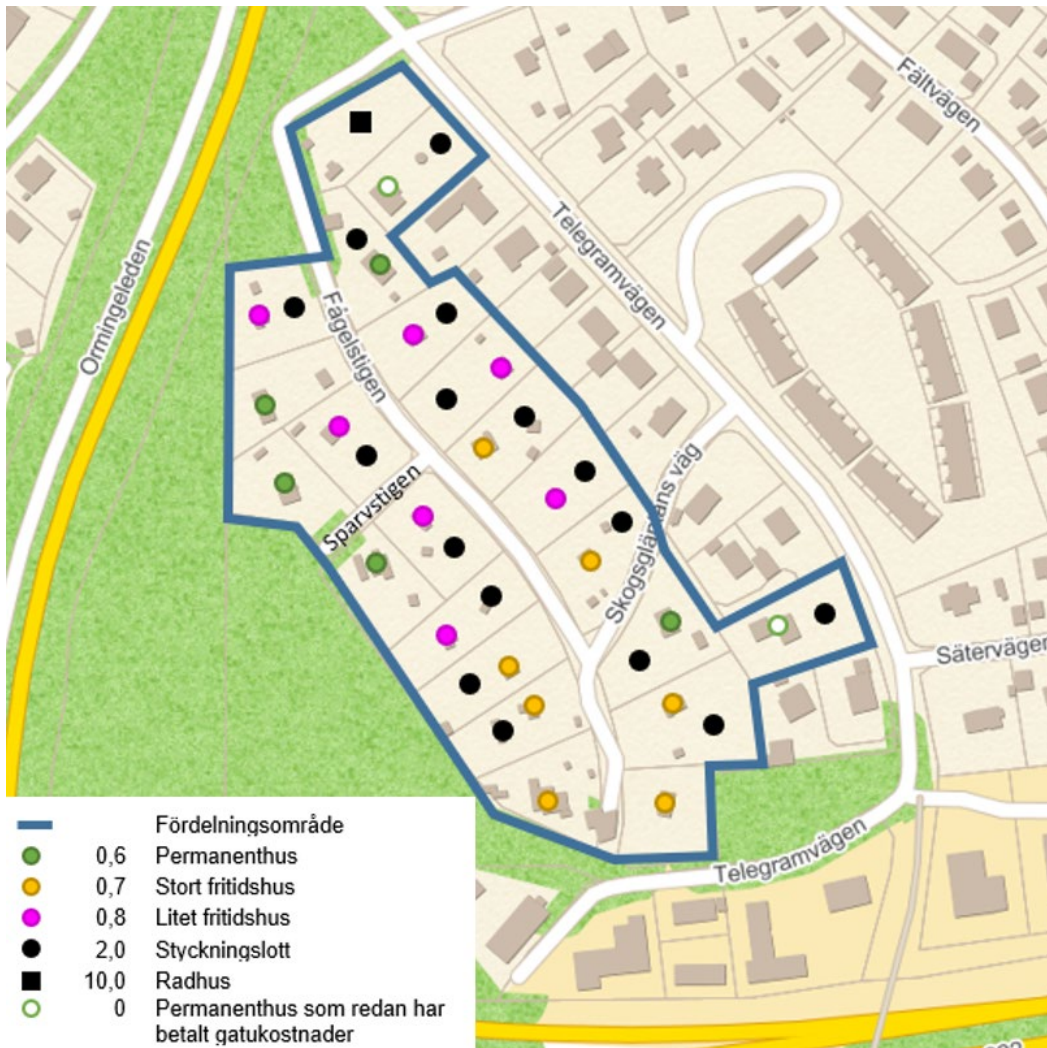 Fältvägen
Telegramvägen
Ormingeleden
Fågelstigen
Skogsgläntans väg
Sparvstigen
Sätervägen
Telegramvägen
Fördelningsområde
0,6 Permanenthus
0,7 Stort fritidshus
0,8 Litet fritidshus
2,0 Styckningslott
10,0 Radhus
0 Permanenthus som redan har
betalt gatukostnader